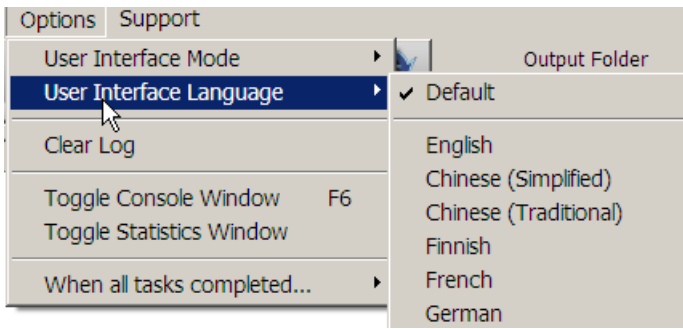 Options Support
User Interface Mode
Output Folder
User Interface Language
Default
Clear Log
English
Chinese (Simplified)
Toggle Console Window F6
Chinese (Traditional)
Toggle Statistics Window
Finnish
When all tasks completed...
French
German